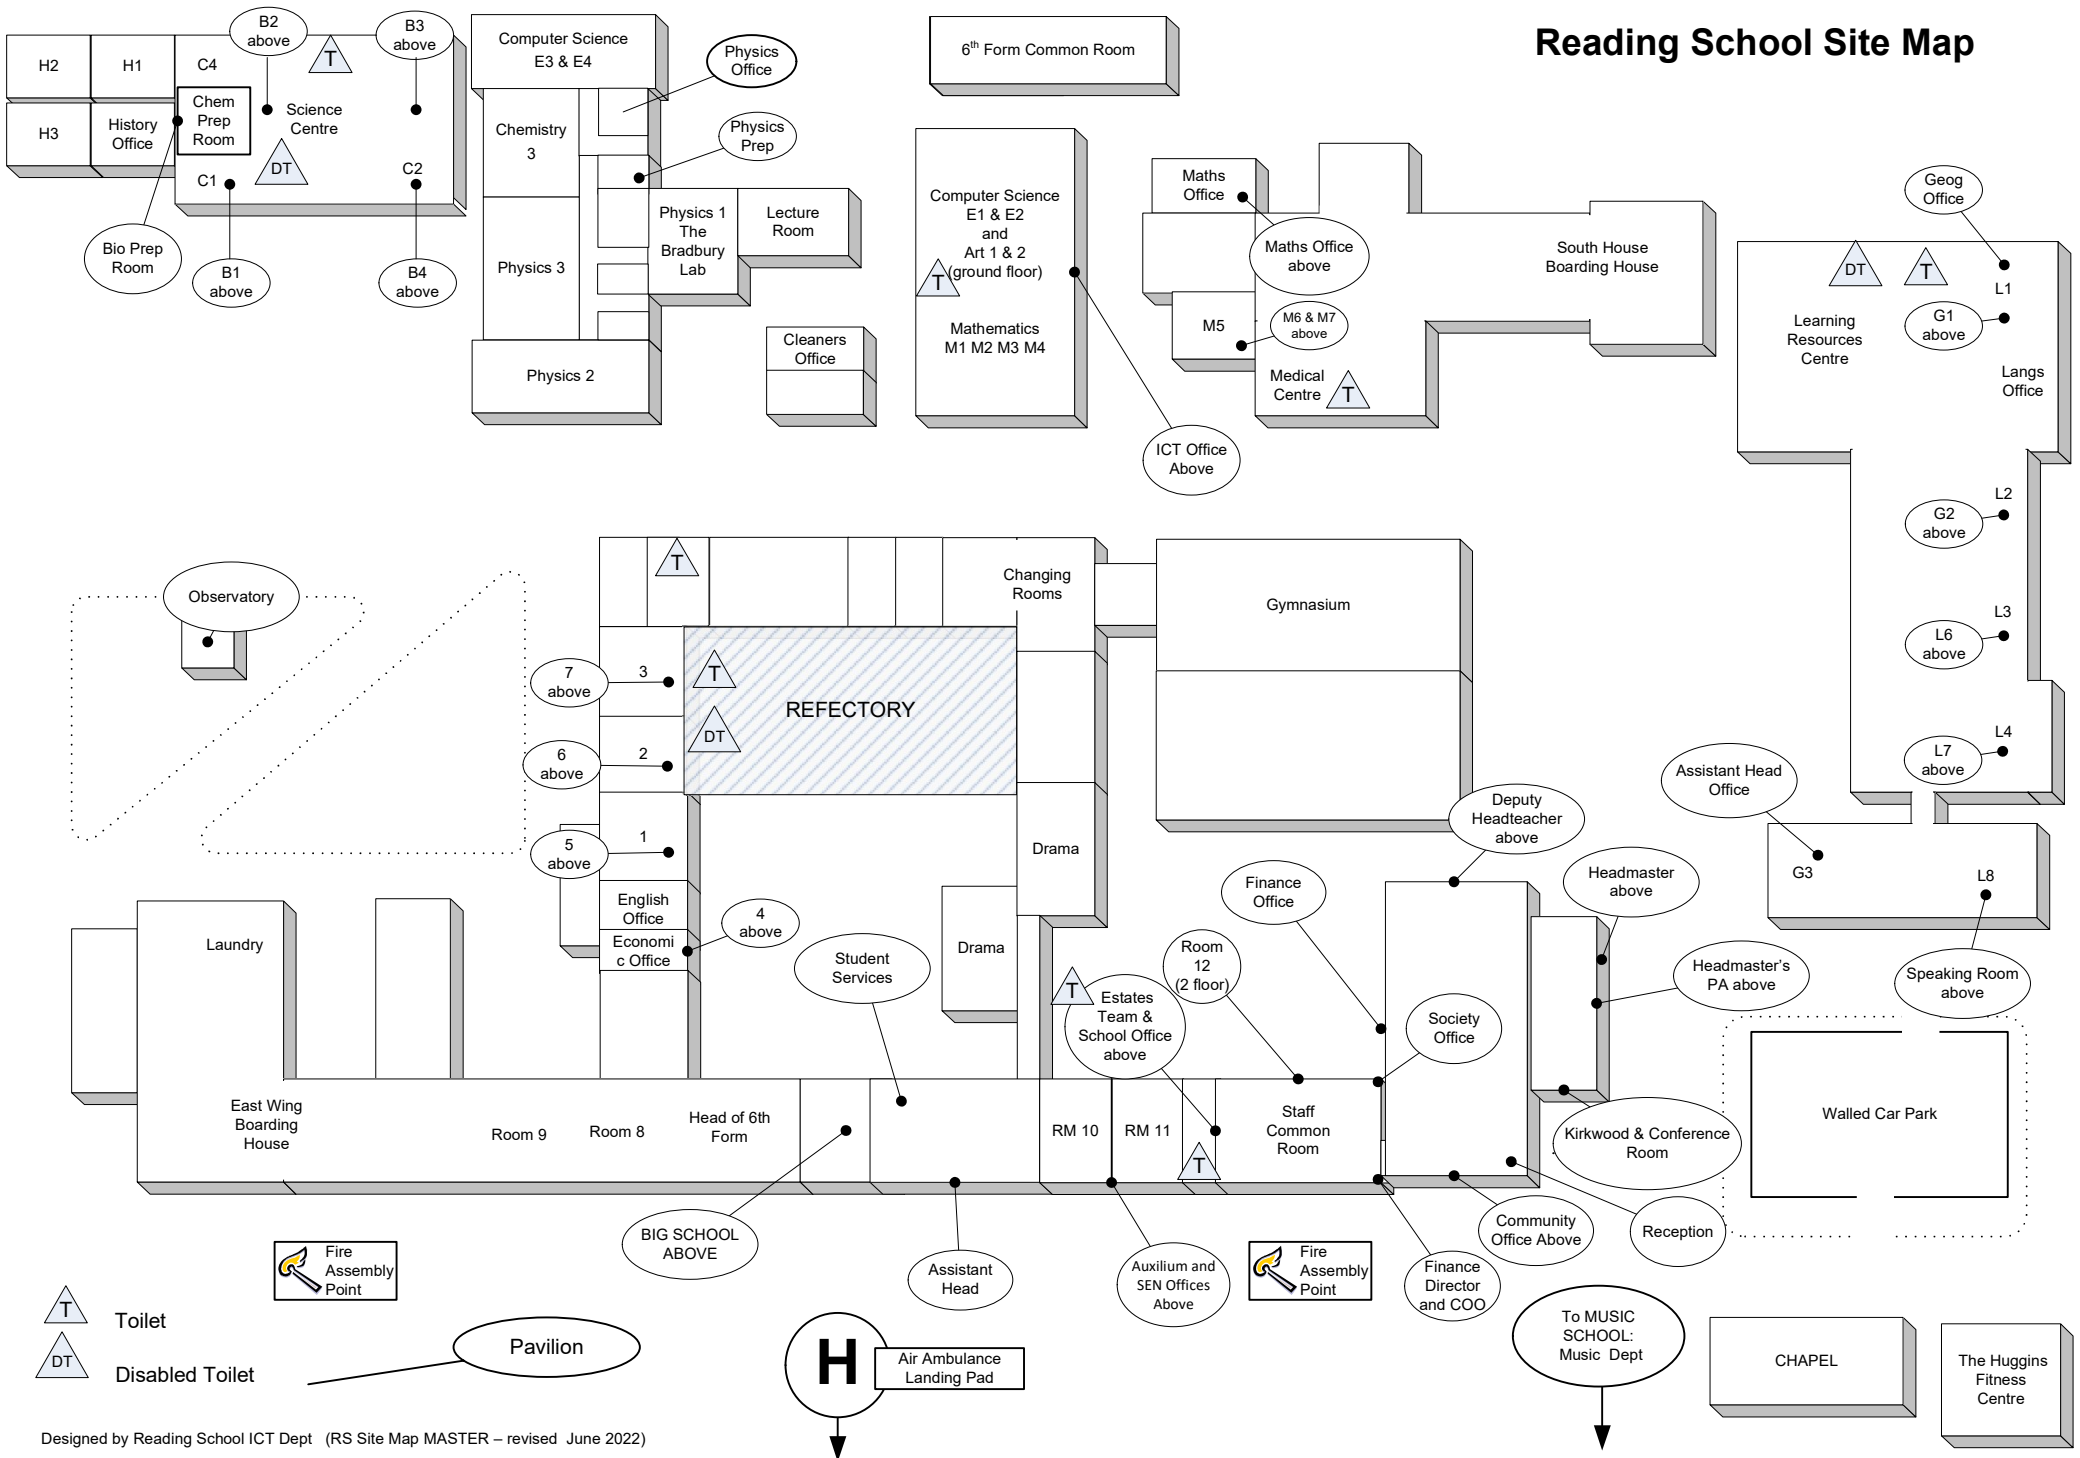 Reading School Site Map
B2
above
B3
above
T
H2
H1
C4
H3
History
Office
Chem
Prep
Room
Science
Centre
DT
C1
C2
Bio Prep
Room
B1
above
B4
above
Computer Science
E3 & E4
Physics
Office
Chemistry
3
Physics
Prep
Physics 1
The
Bradbury
Lab
Lecture
Room
Physics 3
Physics 2
Cleaners
Office
6th Form Common Room
Computer Science
E1 & E2
and
Art 1 & 2
(ground floor)
T
Mathematics
M1 M2 M3 M4
ICT Office
Above
Maths
Office
Maths Office
above
M5
M6 & M7
above
Medical
Centre
T
South House
Boarding House
Geog
Office
DT
T
L1
G1
above
Learning
Resources
Centre
Langs
Office
L2
G2
above
L3
L6
above
L4
L7
above
Assistant Head
Office
G3
L8
Speaking Room
above
Observatory
T
Changing
Rooms
Gymnasium
7
above
3
T
REFECTORY
DT
6
above
2
5
above
1
English
Office
Economi
c Office
4
above
Drama
Drama
Student
Services
T
Estates
Team &
School Office
above
Room
12
(2 floor)
Finance
Office
Deputy
Headteacher
above
Headmaster
above
Headmaster’s
PA above
Society
Office
Laundry
East Wing
Boarding
House
Room 9
Room 8
Head of 6th
Form
RM 10
RM 11
T
Staff
Common
Room
Kirkwood & Conference
Room
Walled Car Park
BIG SCHOOL
ABOVE
Assistant
Head
Auxilium and
SEN Offices
Above
Finance
Director
and COO
Community
Office Above
Reception
Fire
Assembly
Point
Fire
Assembly
Point
T
Toilet
DT
Disabled Toilet
Pavilion
H
Air Ambulance
Landing Pad
To MUSIC
SCHOOL:
Music Dept
CHAPEL
The Huggins
Fitness
Centre
Designed by Reading School ICT Dept (RS Site Map MASTER – revised June 2022)